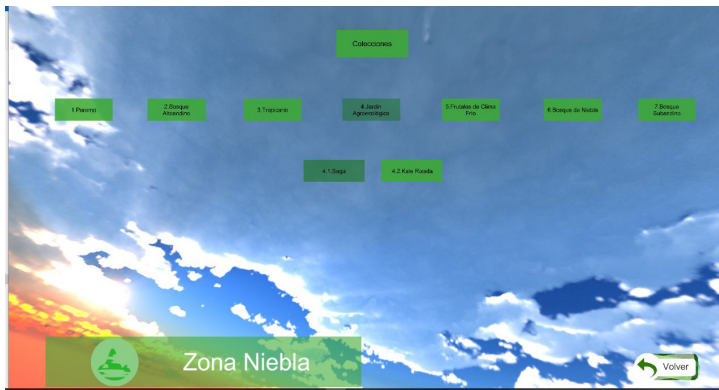 Colecciones
1.Paramo
2.Bosque
Altoandino
3.Tropicario
4.Jardín
Agroecológico
5.Frutales de Clima
Frío
6.Bosque de Niebla
7.Bosque
Subandino
4.1.Sagú
4.2.Kale Rizada
Zona Niebla
Volver